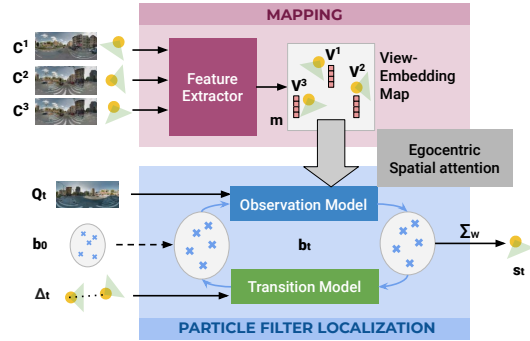 MAPPING
C¹
C²
C³
Feature
Extractor
V¹
V²
V³
m
View-
Embedding
Map
Egocentric
Spatial attention
Qt
b0
Δt
Observation Model
bt
Transition Model
Σw
st
PARTICLE FILTER LOCALIZATION